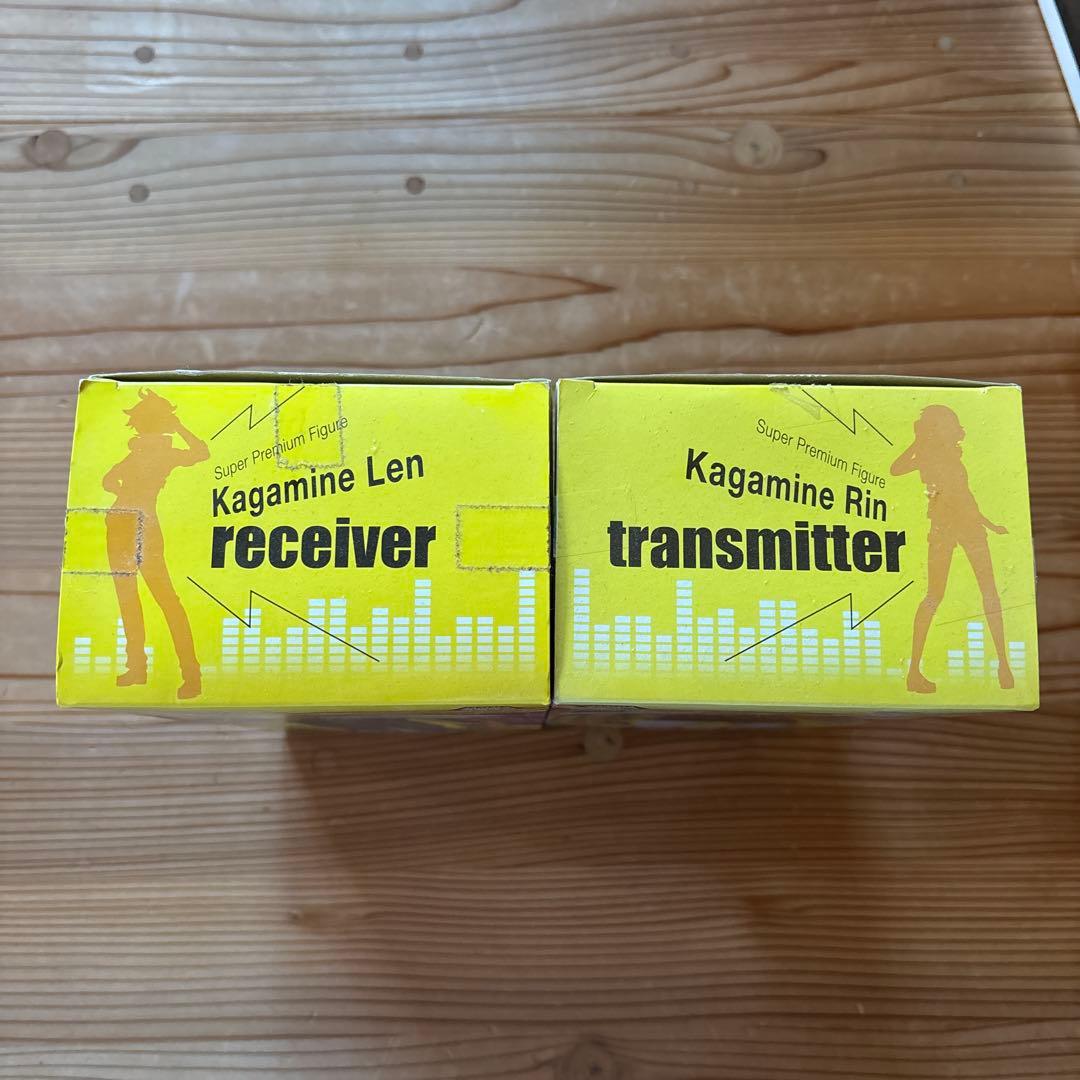 Super Premium Figure
Kagamine Len
receiver
Super Premium Figure
Kagamine Rin
transmitter